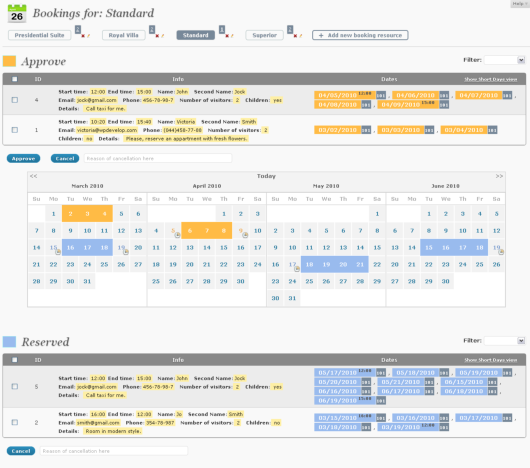 Help
26 Bookings for: Standard
Presidential Suite Royal Villa Standard Superior + Add new booking resource
Approve Filter:
ID Info Dates Show Short Days view
4 Start time: 12:00 End time: 15:00 Name: John Second Name: Jock
Email: jock@gmail.com Phone: 456-78-90-7 Number of visitors: 2 Children: yes
Details: Call taxi for me.
04/05/2010 12:00 , 04/06/2010 , 04/07/2010 ,
04/08/2010 , 04/09/2010 15:00
1 Start time: 10:20 End time: 15:40 Name: Victoria Second Name: Smith
Email: victoria@wpdevelop.com Phone: (044)458-77-88 Number of visitors: 2
Children: no Details: Please, reserve an appartment with fresh flowers.
03/02/2010 , 03/03/2010 , 03/04/2010
Approve Cancel Reason of cancellation here
<< Today >>
March 2010 April 2010 May 2010 June 2010
Su Mo Tu We Th Fr Sa Su Mo Tu We Th Fr Sa Su Mo Tu We Th Fr Sa Su Mo Tu We Th Fr Sa
1 2 3 4 5 6 1 2 3 1 1 2 3 4 5
7 8 9 10 11 12 13 4 5 6 7 8 9 10 2 3 4 5 6 7 8 6 7 8 9 10 11 12
14 15 16 17 18 19 20 11 12 13 14 15 16 17 9 10 11 12 13 14 15 13 14 15 16 17 18 19
21 22 23 24 25 26 27 18 19 20 21 22 23 24 16 17 18 19 20 21 22 20 21 22 23 24 25 26
28 29 30 31 25 26 27 28 29 30 23 24 25 26 27 28 29 27 28 29 30
30 31
Reserved Filter:
ID Info Dates Show Short Days view
5 Start time: 12:00 End time: 15:00 Name: John Second Name: Jock
Email: jock@gmail.com Phone: 456-78-90-7 Number of visitors: 2 Children: yes
Details: Call taxi for me.
05/17/2010 12:00 , 05/18/2010 , 05/19/2010 ,
05/20/2010 , 05/21/2010 , 06/15/2010 ,
06/16/2010 , 06/17/2010 , 06/18/2010 ,
06/19/2010 15:00
2 Start time: 16:00 End time: 12:00 Name: Jo Second Name: Smith
Email: smith@gmail.com Phone: 354-78-987 Number of visitors: 2 Children: no
Details: Room in modern style.
03/15/2010 , 03/16/2010 , 03/17/2010 ,
03/18/2010 , 03/19/2010
Cancel Reason of cancellation here